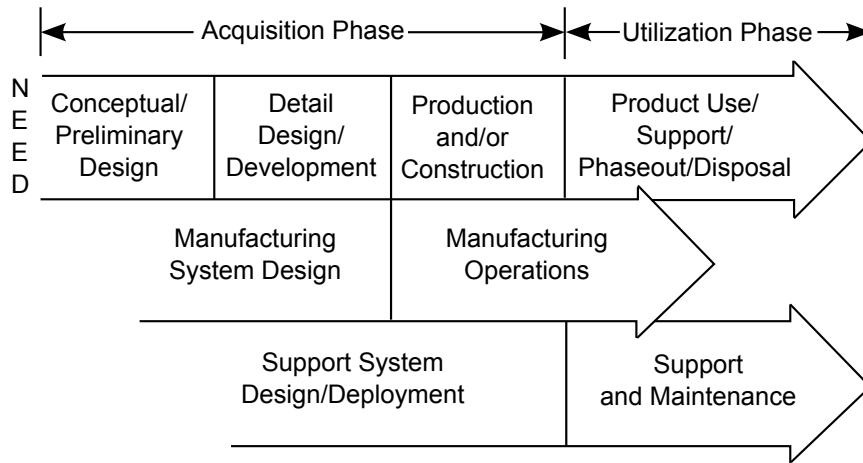 Acquisition Phase
Utilization Phase
NEED
Conceptual/
Preliminary
Design
Detail
Design/
Development
Production
and/or
Construction
Product Use/
Support/
Phaseout/Disposal
Manufacturing
System Design
Manufacturing
Operations
Support System
Design/Deployment
Support
and Maintenance